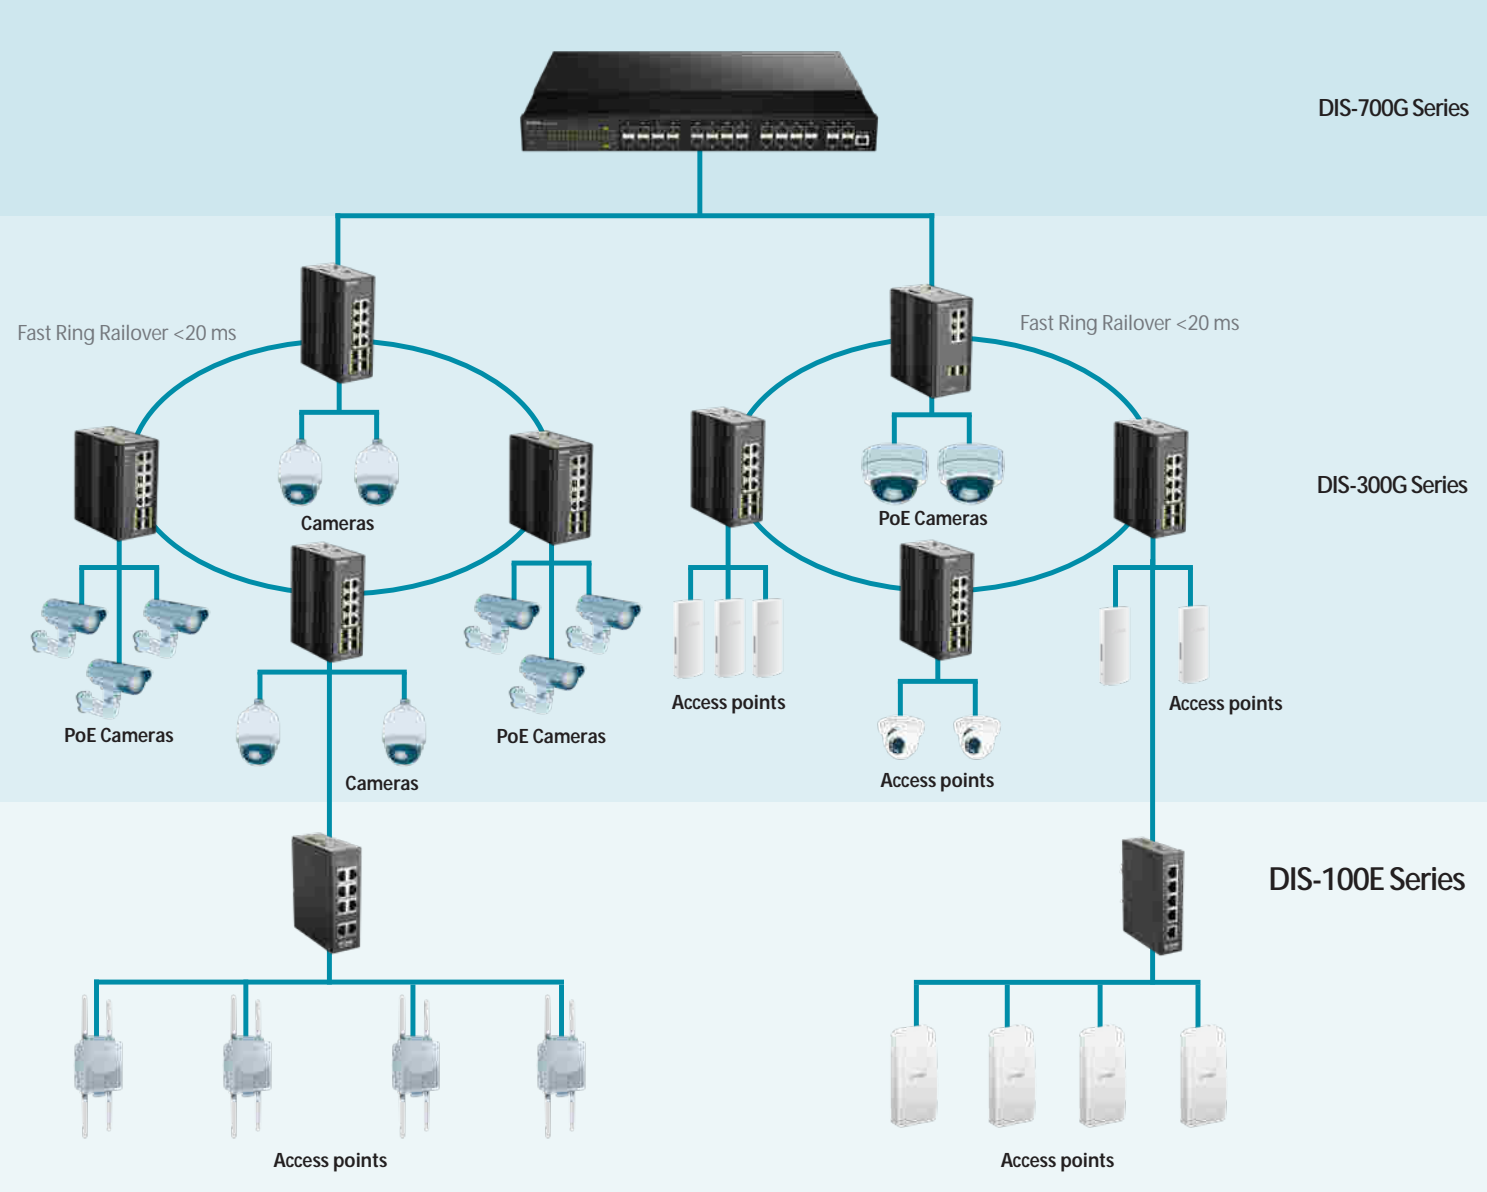 DIS-700G Series
Fast Ring Railover <20 ms
Fast Ring Railover <20 ms
DIS-300G Series
Cameras
PoE Cameras
PoE Cameras
PoE Cameras
Cameras
Access points
Access points
Access points
DIS-100E Series
Access points
Access points